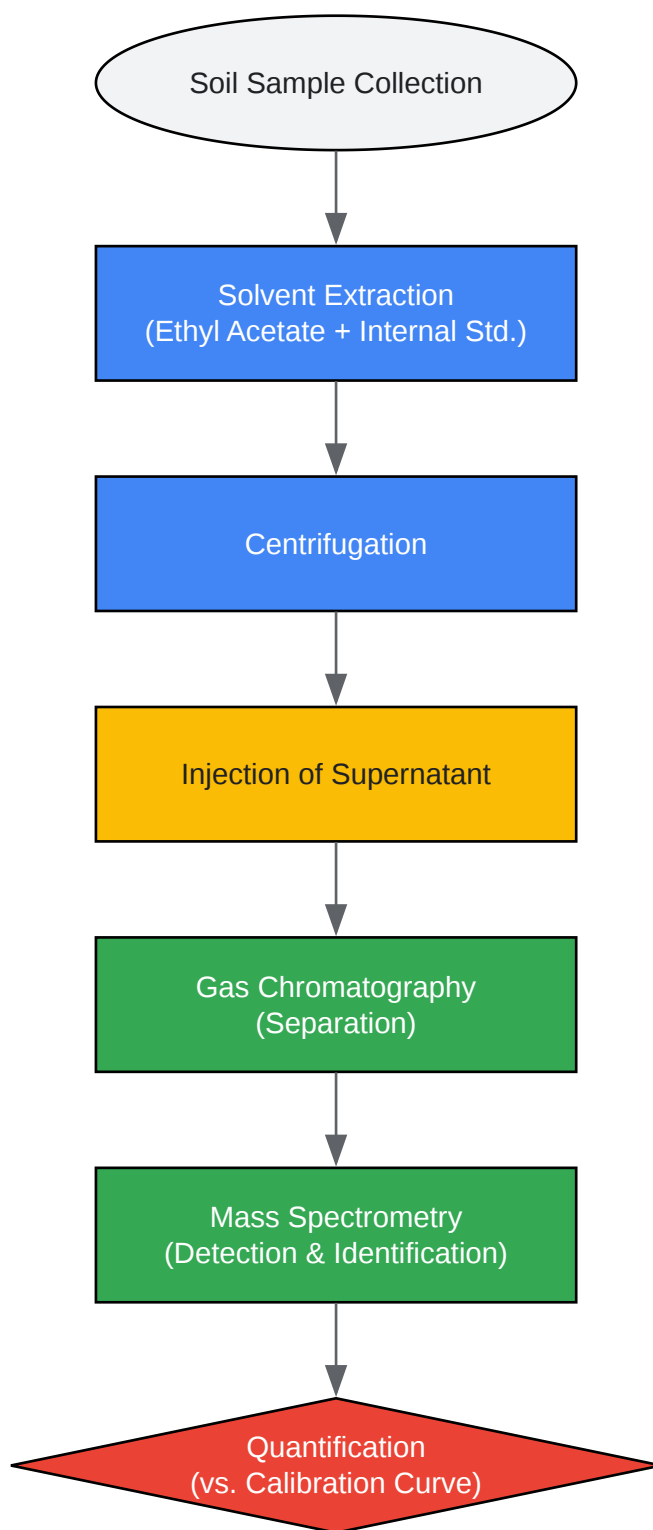 Soil Sample Collection
Solvent Extraction
(Ethyl Acetate + Internal Std.)
Centrifugation
Injection of Supernatant
Gas Chromatography
(Separation)
Mass Spectrometry
(Detection & Identification)
Quantification
(vs. Calibration Curve)